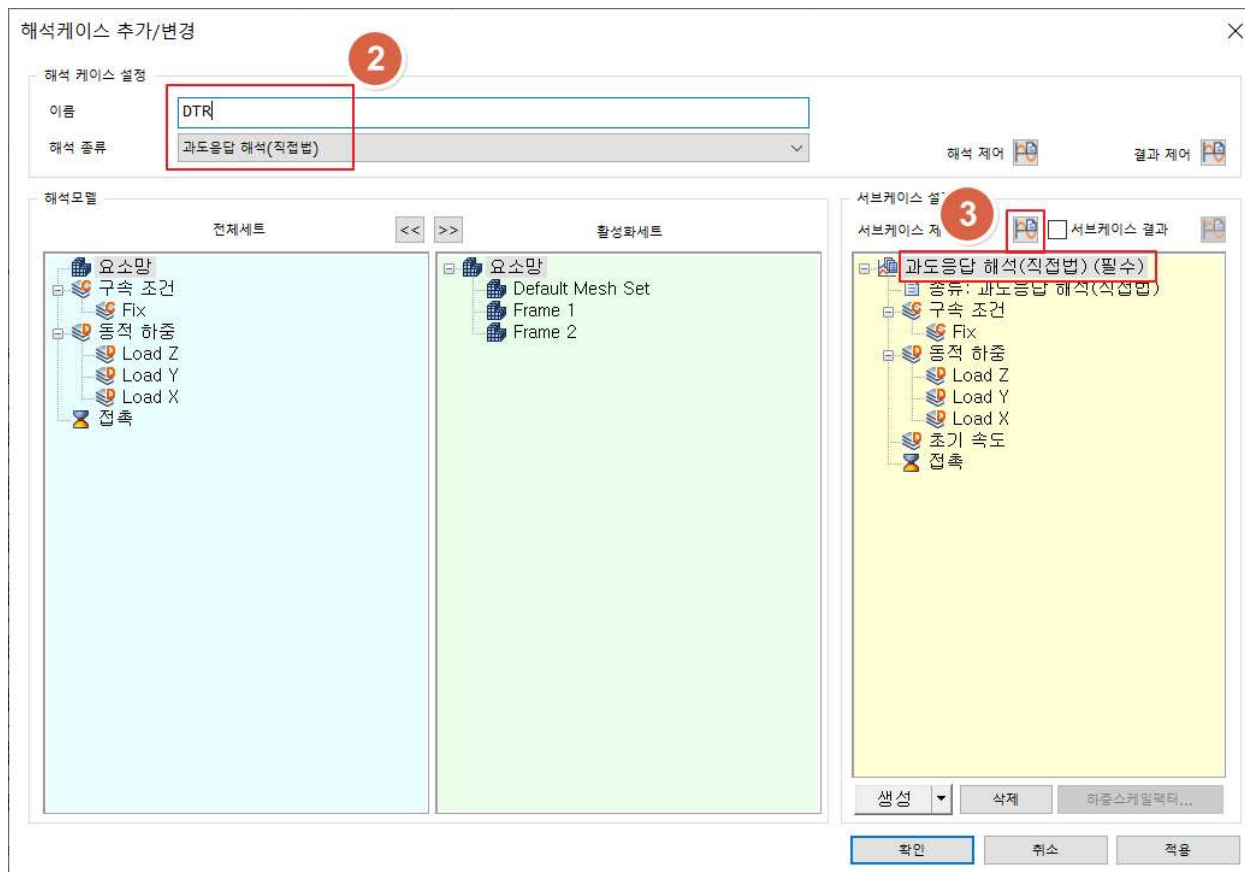 해석케이스 추가/변경
2
해석 케이스 설정
이름
DTR
해석 종류
과도응답 해석(직접법)
해석 제어
결과 제어
해석모델
전체세트
<<
>>
활성화세트
요소망
구속 조건
Fix
동적 하중
Load Z
Load Y
Load X
접촉
요소망
Default Mesh Set
Frame 1
Frame 2
3
서브케이스 제
서브케이스 결과
과도응답 해석(직접법) (필수)
종류: 과도응답 해석(직접법)
구속 조건
Fix
동적 하중
Load Z
Load Y
Load X
초기 속도
접촉
생성
삭제
하중스케일팩터...
확인
취소
적용